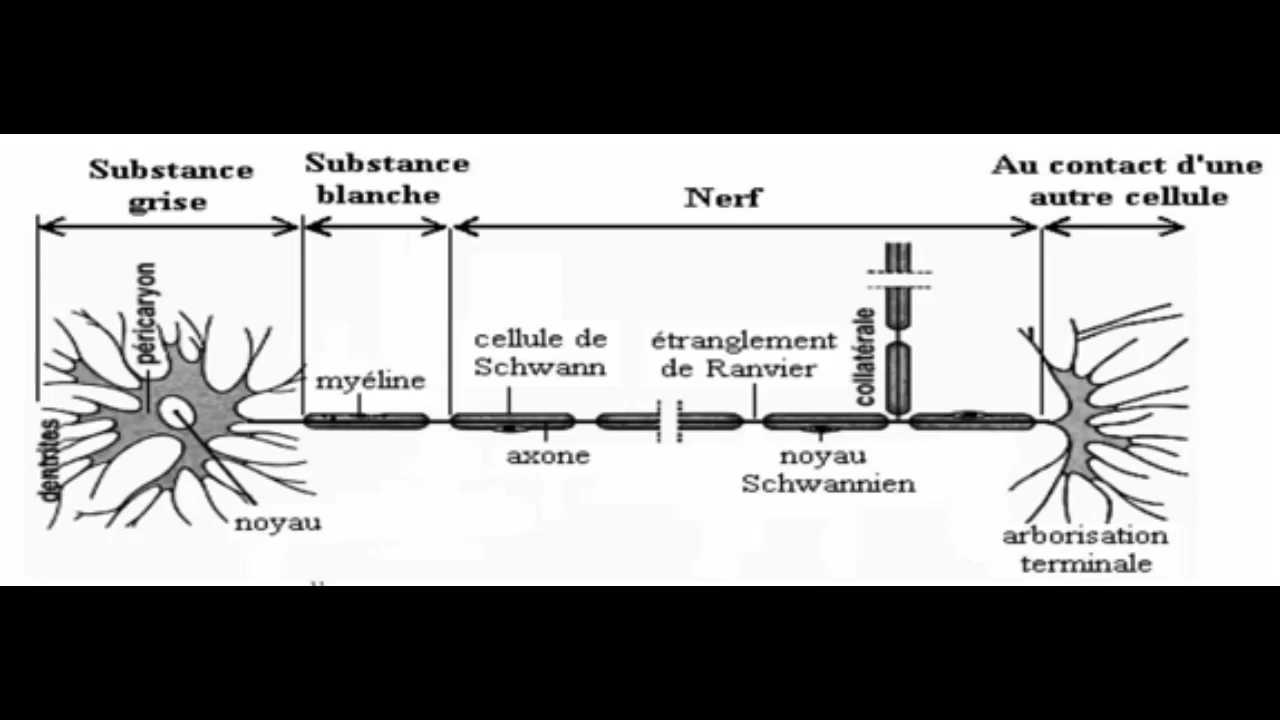 Substance
grise
Substance
blanche
Nerf
Au contact d'une
autre cellule
péricaryon
dentrites
noyau
myéline
cellule de
Schwann
axone
étranglement
de Ranvier
noyau
Schwannien
collatérale
arborisation
terminale